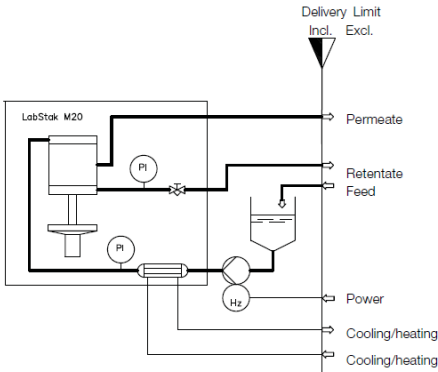 Delivery Limit
Incl. Excl.
LabStak M20
Permeate
PI
Retentate
Feed
PI
Hz
Power
Cooling/heating
Cooling/heating